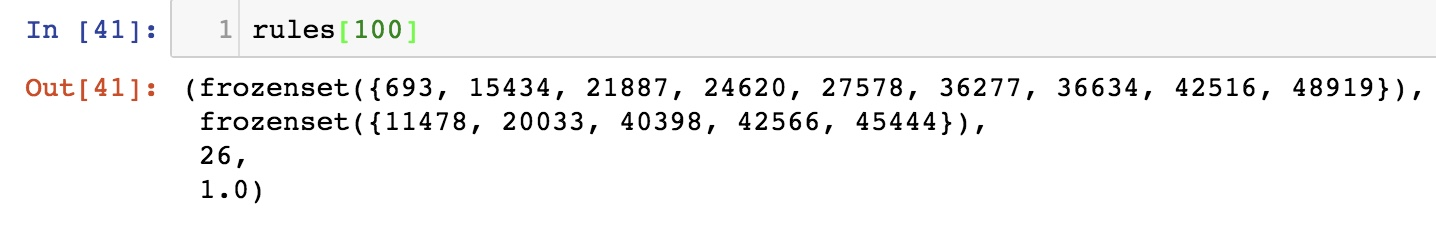 In [41]: 1 rules[100]
Out[41]: (frozenset({693, 15434, 21887, 24620, 27578, 36277, 36634, 42516, 48919}),
frozenset({11478, 20033, 40398, 42566, 45444}),
26,
1.0)